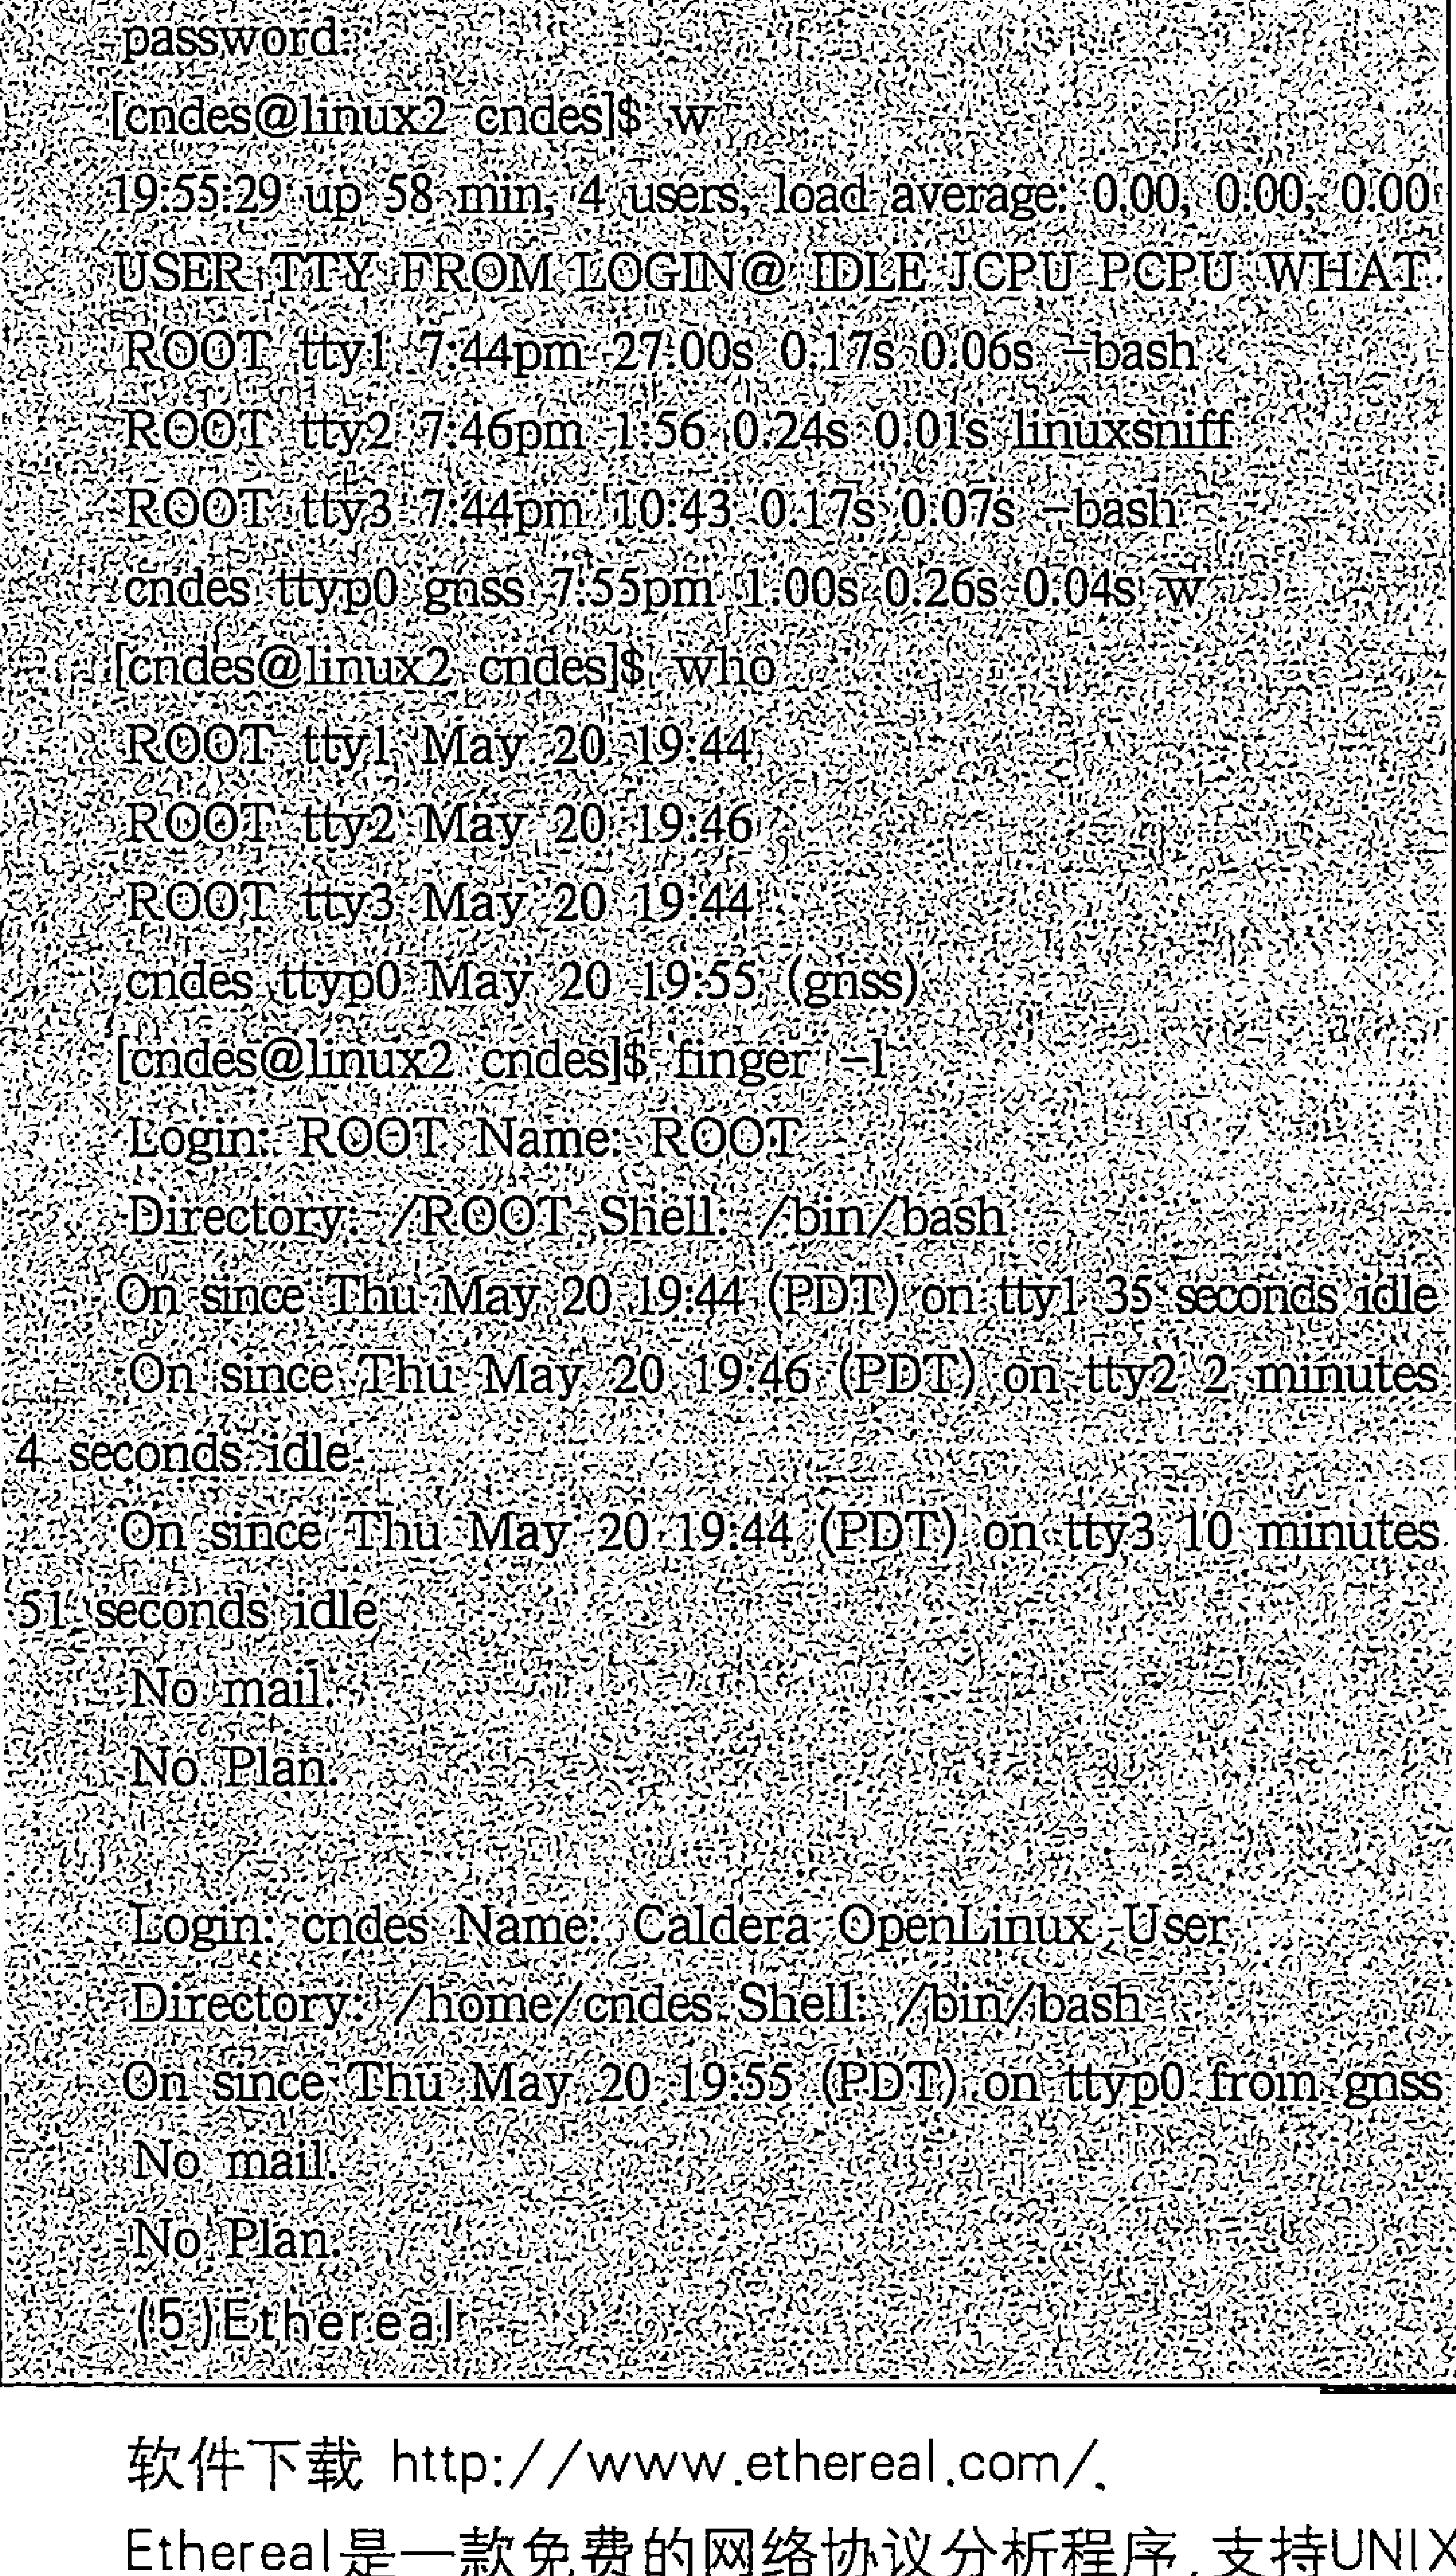 password:
[cndes@linux2 cndes]$ w
19:55:29 up 58 min, 4 users, load average: 0.00, 0.00, 0.00
USER TTY FROM LOGIN@ IDLE JCPU PCPU WHAT
ROOT tty1 7:44pm 27.00s 0.17s 0.06s -bash
ROOT tty2 7:46pm 1:56 0.24s 0.01s linuxsniff
ROOT tty3 7:44pm 10:43 0.17s 0.07s -bash
cndes ttyp0 gnss 7:55pm 1.00s 0.26s 0.04s w
[cndes@linux2 cndes]$ who
ROOT tty1 May 20 19:44
ROOT tty2 May 20 19:46
ROOT tty3 May 20 19:44
cndes ttyp0 May 20 19:55 (gnss)
[cndes@linux2 cndes]$ finger -l
Login: ROOT Name: ROOT
Directory: /ROOT Shell: /bin/bash
On since Thu May 20 19:44 (PDT) on tty1 35 seconds idle
On since Thu May 20 19:46 (PDT) on tty2 2 minutes
4 seconds idle
On since Thu May 20 19:44 (PDT) on tty3 10 minutes
51 seconds idle
No mail.
No Plan.
Login: cndes Name: Caldera OpenLinux User
Directory: /home/cndes Shell: /bin/bash
On since Thu May 20 19:55 (PDT) on ttyp0 from gnss
No mail.
No Plan.
(5)Ethereal
软件下载 http://www.ethereal.com/.
Ethereal是一款免费的网络协议分析程序,支持UNIX